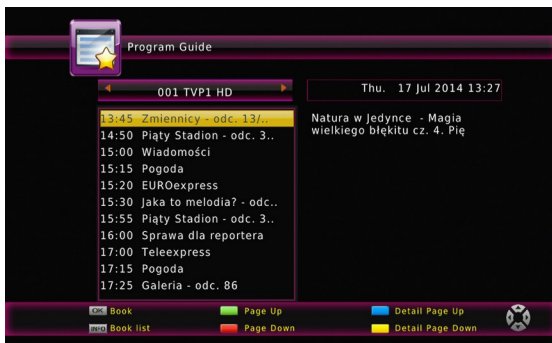 Program Guide
001 TVP1 HD
Thu. 17 Jul 2014 13:27
13:45 Zmiennicy - odc. 13/..
14:50 Piąty Stadion - odc. 3..
15:00 Wiadomości
15:15 Pogoda
15:20 EUROexpress
15:30 Jaka to melodia? - odc..
15:55 Piąty Stadion - odc. 3..
16:00 Sprawa dla reportera
17:00 Teleexpress
17:15 Pogoda
17:25 Galeria - odc. 86
Natura w Jedynce - Magia
wielkiego błękitu cz. 4. Pię
OK Book
Page Up
Detail Page Up
INFO Book list
Page Down
Detail Page Down